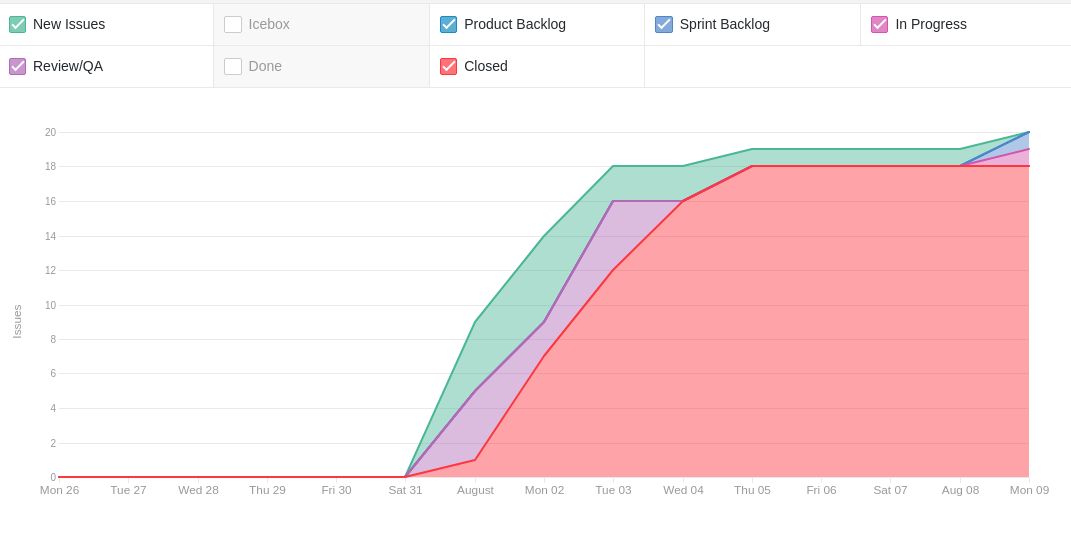 New Issues Icebox Product Backlog Sprint Backlog In Progress
Review/QA Done Closed
20
18
16
14
12
10
Issues
8
6
4
2
0
Mon 26 Tue 27 Wed 28 Thu 29 Fri 30 Sat 31 August Mon 02 Tue 03 Wed 04 Thu 05 Fri 06 Sat 07 Aug 08 Mon 09